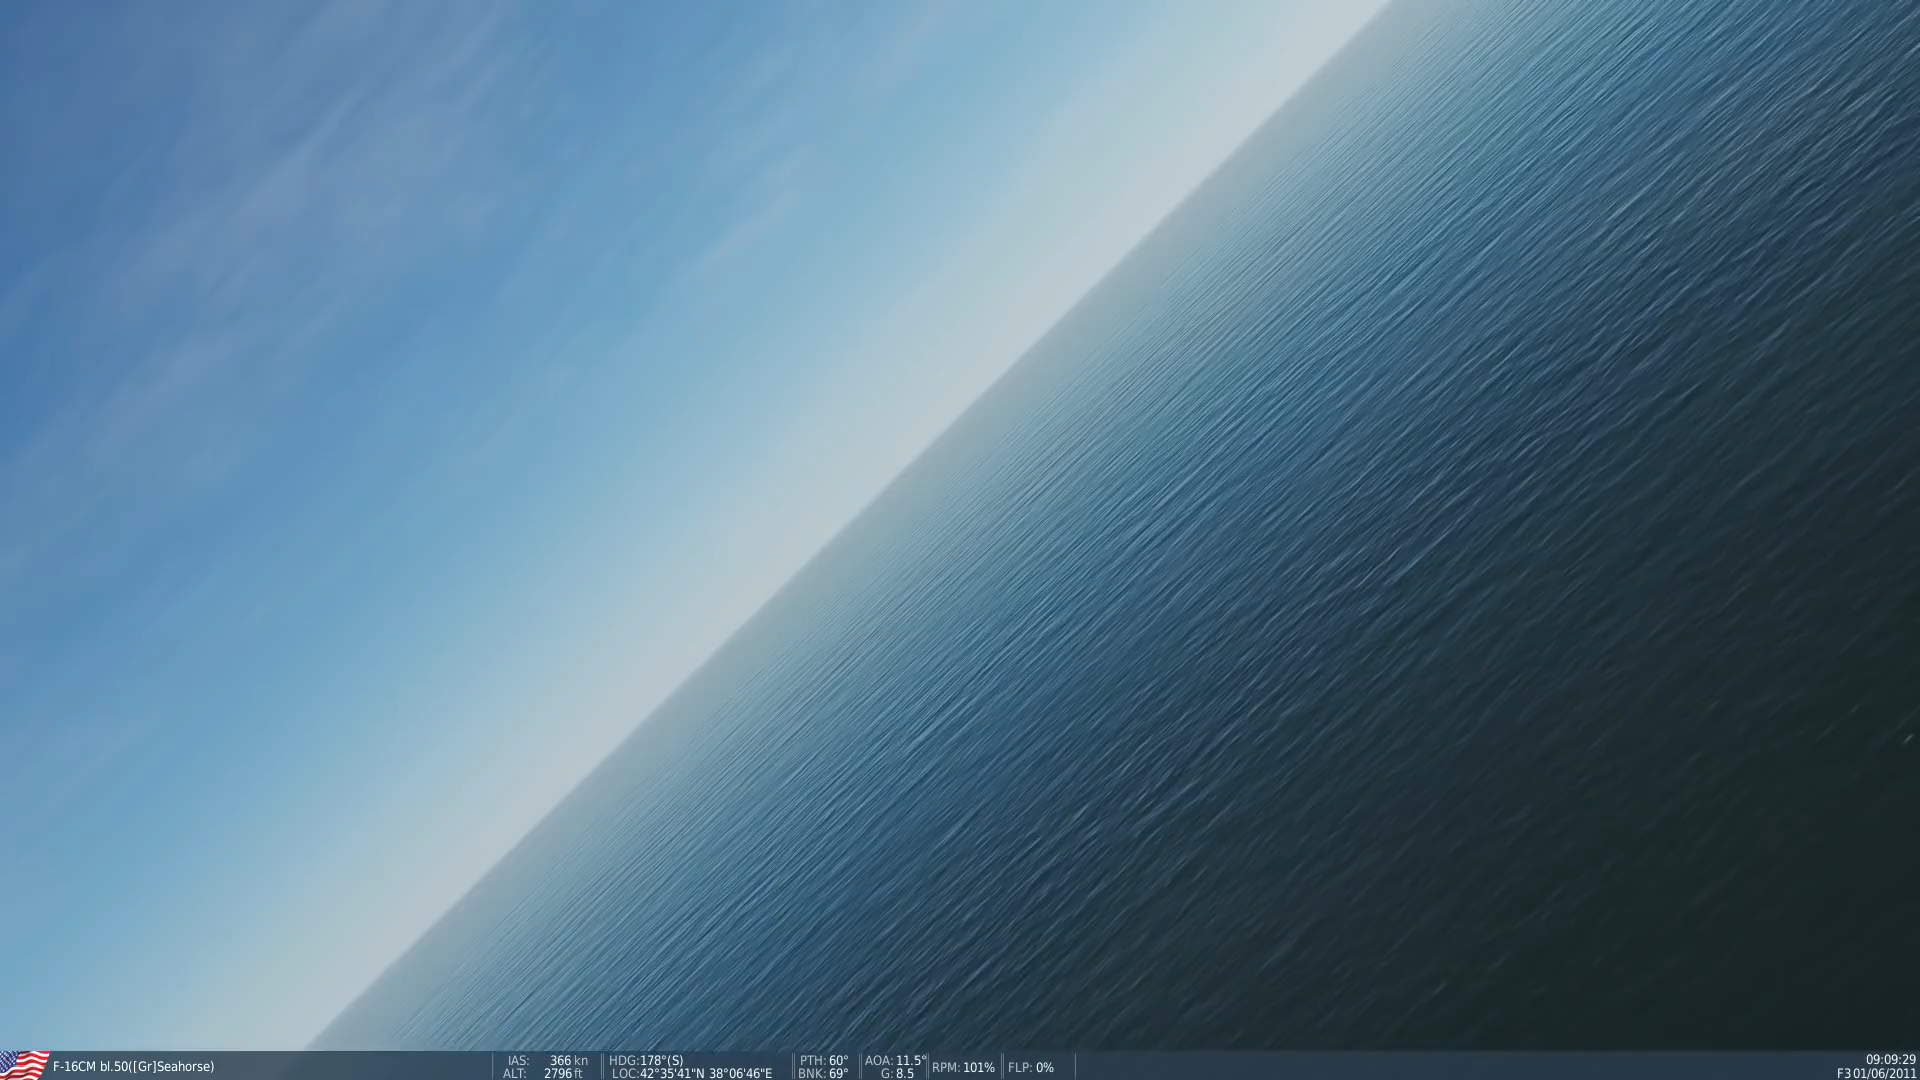 F-16CM bl.50([Gr]Seahorse)
IAS: 366 kn
ALT: 2796 ft
HDG:178°(S)
LOC:42°35'41"N 38°06'46"E
PTH: 60°
BNK: 69°
AOA: 11.5°
G: 8.5
RPM: 101%
FLP: 0%
09:09:29
F3 01/06/2011